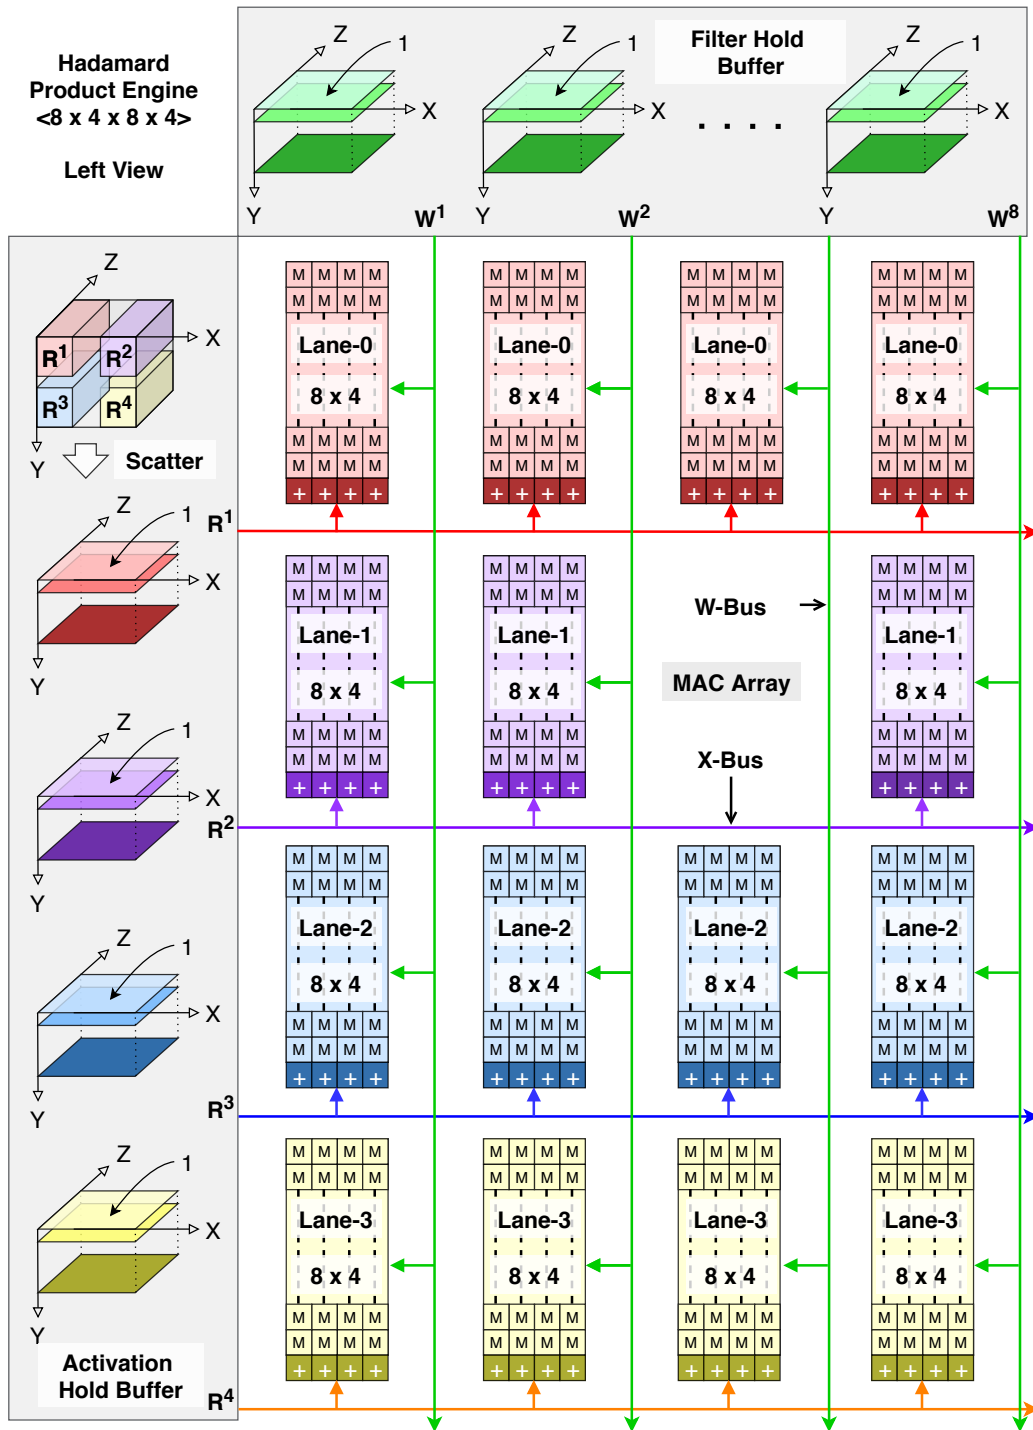 Hadamard
Product Engine
<8 x 4 x 8 x 4>
Left View
Z 1 Z 1 Filter Hold Buffer Z 1
X X . . . . X
Y Y Y
W¹ W² W⁸
Z
X
R¹ R²
R³ R⁴
Y
Scatter
M M M M M M M M M M M M M M M M
M M M M M M M M M M M M M M M M
Lane-0 Lane-0 Lane-0 Lane-0
8 x 4 8 x 4 8 x 4 8 x 4
M M M M M M M M M M M M M M M M
M M M M M M M M M M M M M M M M
+ + + + + + + + + + + + + + + +
R¹
Z 1
X
Y
M M M M M M M M M M M M
M M M M M M M M M M M M
W-Bus
Lane-1 Lane-1 Lane-1
MAC Array
8 x 4 8 x 4 8 x 4
M M M M M M M M M M M M
M M M M M M M M M M M M
X-Bus
+ + + + + + + + + + + +
R²
Z 1
X
Y
M M M M M M M M M M M M M M M M
M M M M M M M M M M M M M M M M
Lane-2 Lane-2 Lane-2 Lane-2
8 x 4 8 x 4 8 x 4 8 x 4
M M M M M M M M M M M M M M M M
M M M M M M M M M M M M M M M M
+ + + + + + + + + + + + + + + +
R³
Z 1
X
Y
M M M M M M M M M M M M M M M M
M M M M M M M M M M M M M M M M
Lane-3 Lane-3 Lane-3 Lane-3
8 x 4 8 x 4 8 x 4 8 x 4
M M M M M M M M M M M M M M M M
M M M M M M M M M M M M M M M M
+ + + + + + + + + + + + + + + +
R⁴
Z 1
X
Y
Activation
Hold Buffer